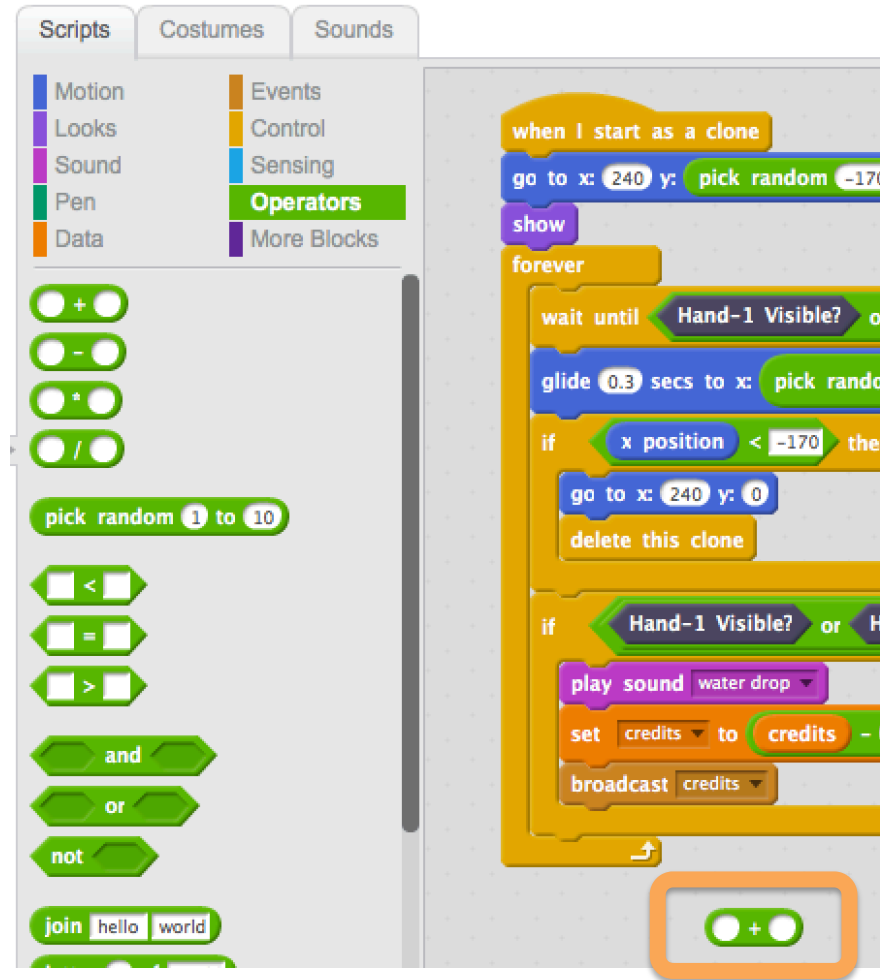 Scripts Costumes Sounds
Motion Events
Looks Control
Sound Sensing
Pen Operators
Data More Blocks
+
-
*
/
pick random 1 to 10
<
=
>
and
or
not
join hello world
when I start as a clone
go to x: 240 y: pick random -170
show
forever
wait until Hand-1 Visible?
glide 0.3 secs to x:
pick
if x position < -170
go to x: 240 y: 0
delete this clone
if Hand-1 Visible? or
play sound water drop
set credits to credits -
broadcast credits
+